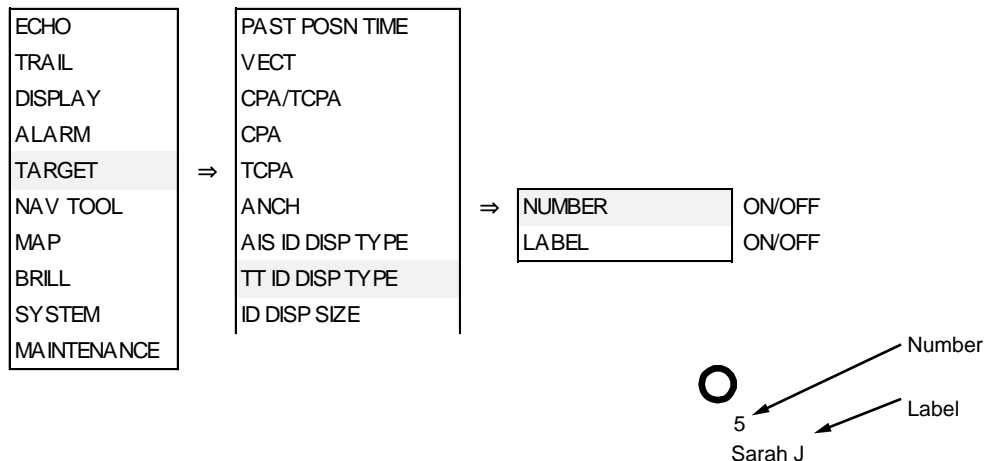 ECHO
TRAIL
DISPLAY
ALARM
TARGET
NAV TOOL
MAP
BRILL
SYSTEM
MAINTENANCE
⇒
PAST POSN TIME
VECT
CPA/TCPA
CPA
TCPA
ANCH
AIS ID DISP TYPE
TT ID DISP TYPE
ID DISP SIZE
⇒
NUMBER ON/OFF
LABEL ON/OFF
Number
5
Label
Sarah J